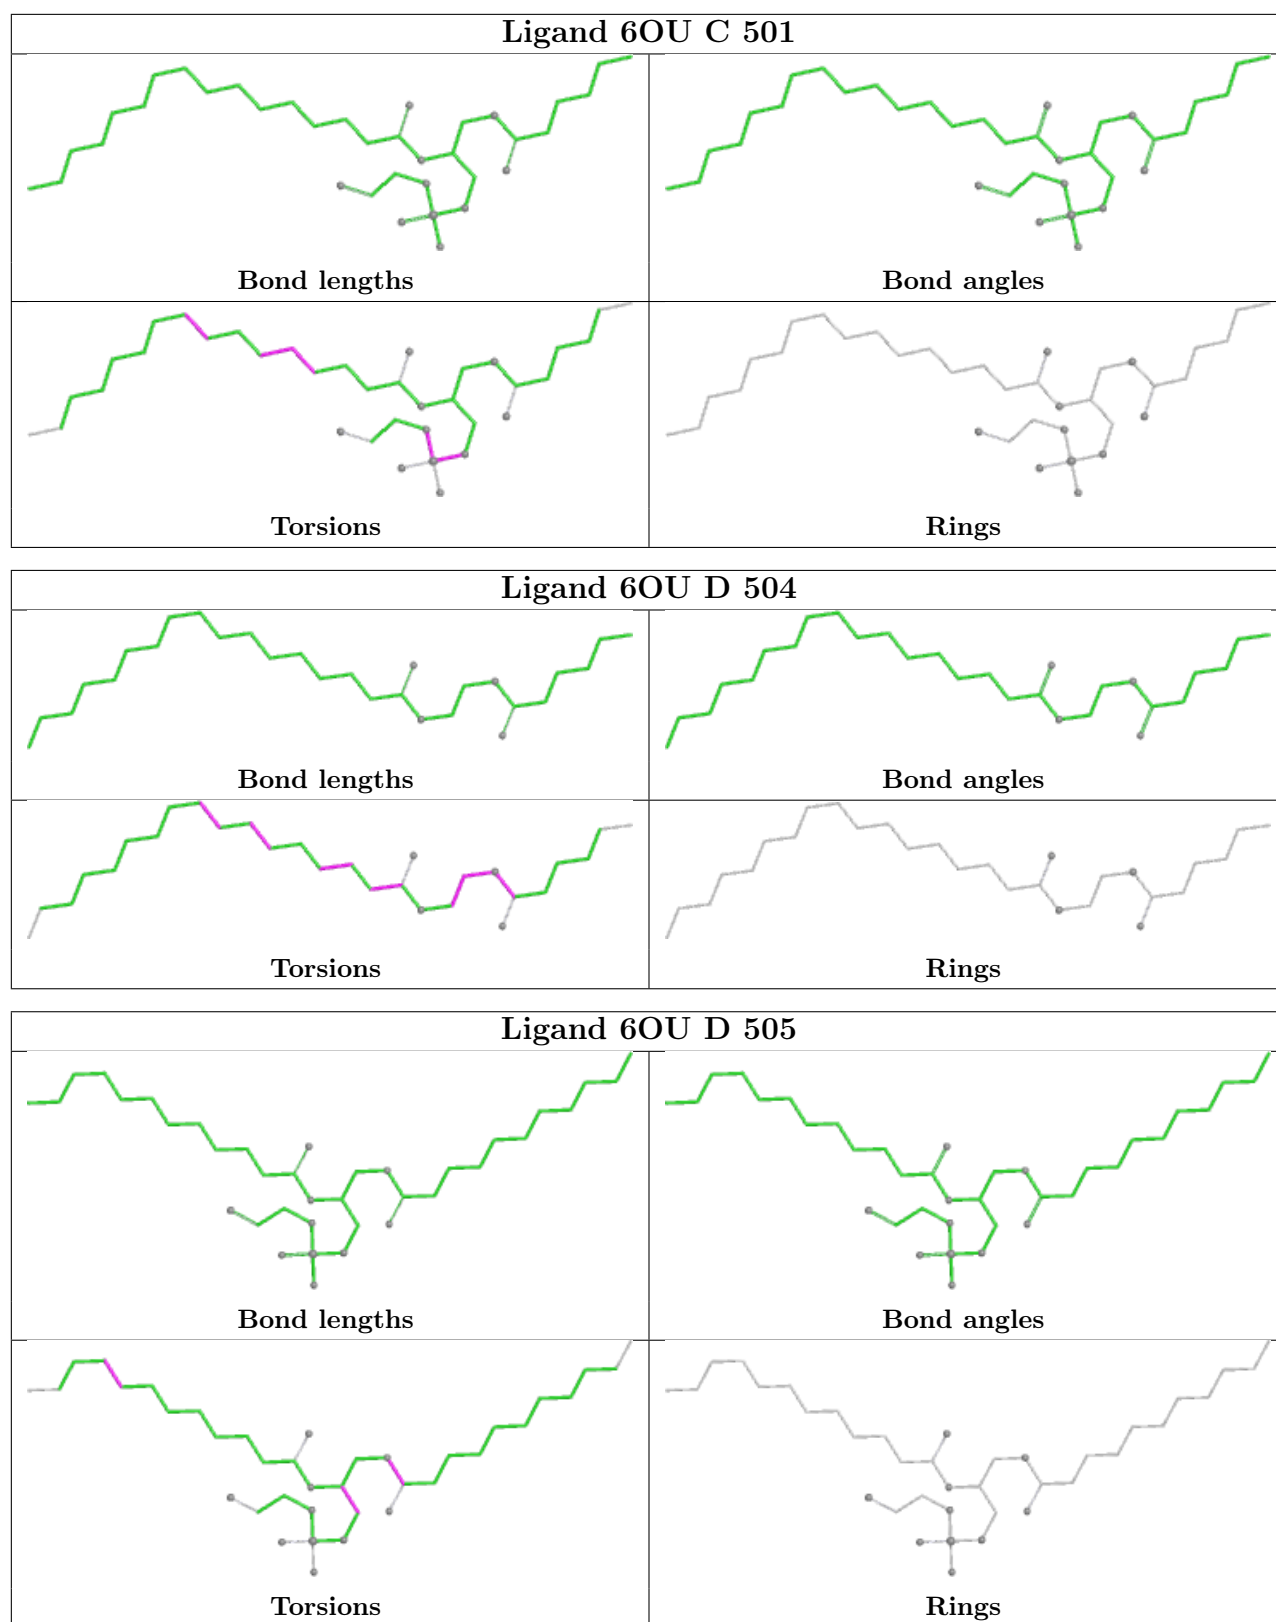 Ligand 6OU C 501
Bond lengths
Bond angles
Torsions
Rings
Ligand 6OU D 504
Bond lengths
Bond angles
Torsions
Rings
Ligand 6OU D 505
Bond lengths
Bond angles
Torsions
Rings